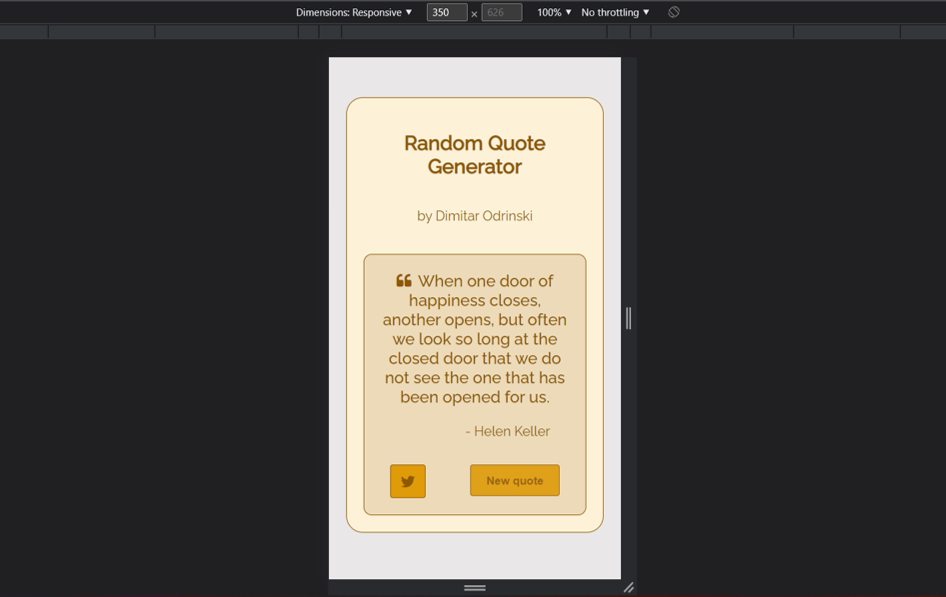 Dimensions: Responsive ▼ 350 × 626 100% ▼ No throttling ▼
Random Quote
Generator
by Dimitar Odrinski
❝ When one door of
happiness closes,
another opens, but often
we look so long at the
closed door that we do
not see the one that has
been opened for us.
- Helen Keller
New quote